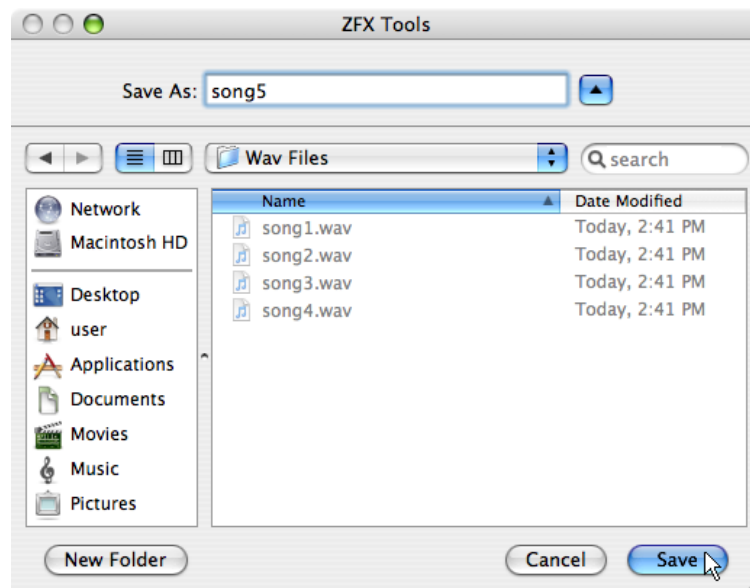 ZFX Tools
Save As: song5
Wav Files
search
Network
Macintosh HD
Desktop
user
Applications
Documents
Movies
Music
Pictures
Name Date Modified
song1.wav Today, 2:41 PM
song2.wav Today, 2:41 PM
song3.wav Today, 2:41 PM
song4.wav Today, 2:41 PM
New Folder Cancel Save